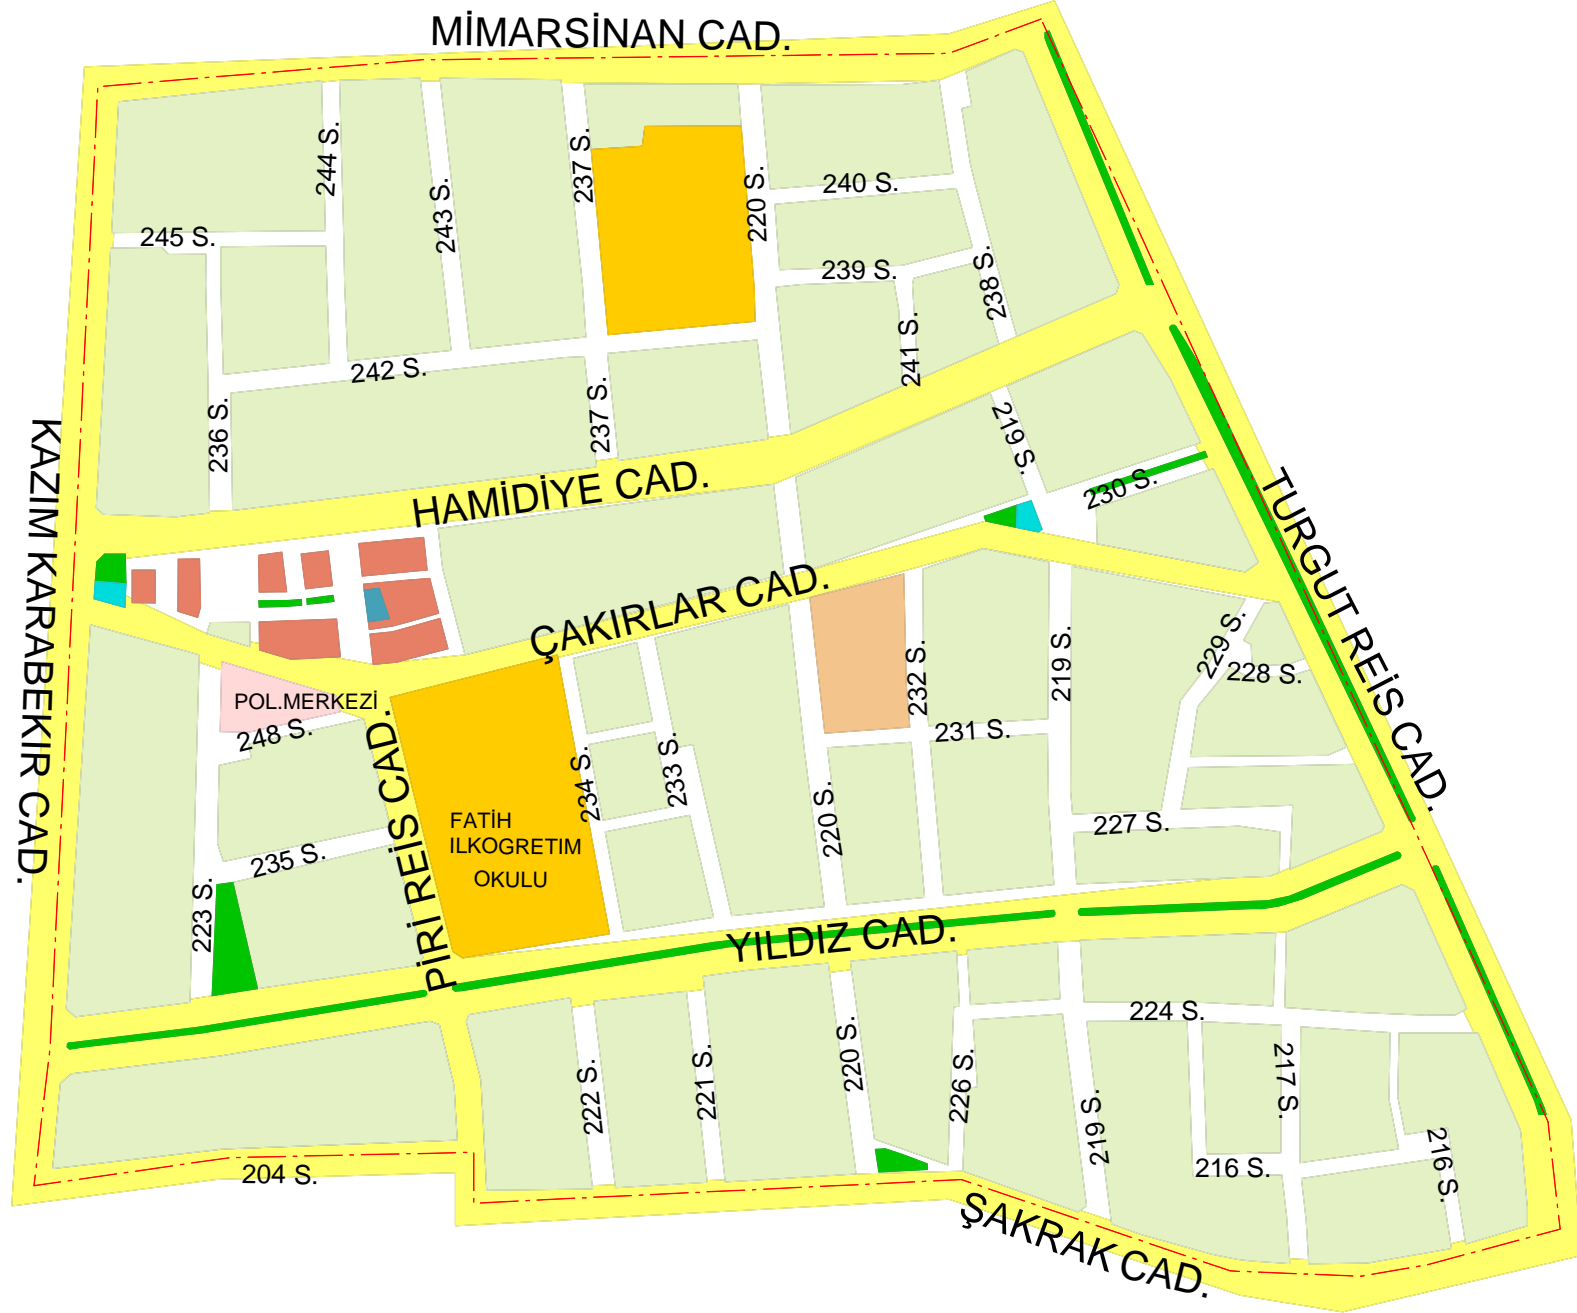 MİMARSİNAN CAD.
244 S.
243 S.
237 S.
220 S.
240 S.
245 S.
239 S.
238 S.
241 S.
242 S.
236 S.
237 S.
219 S.
HAMİDİYE CAD.
230 S.
KAZIM KARABEKIR CAD.
TURGUT REİS CAD.
ÇAKIRLAR CAD.
229 S.
228 S.
232 S.
219 S.
231 S.
POL.MERKEZİ
248 S.
PİRİ REİS CAD.
234 S.
233 S.
220 S.
227 S.
FATİH
ILKOGRETIM
OKULU
235 S.
223 S.
YILDIZ CAD.
224 S.
222 S.
221 S.
220 S.
226 S.
219 S.
217 S.
216 S.
216 S.
204 S.
ŞAKRAK CAD.